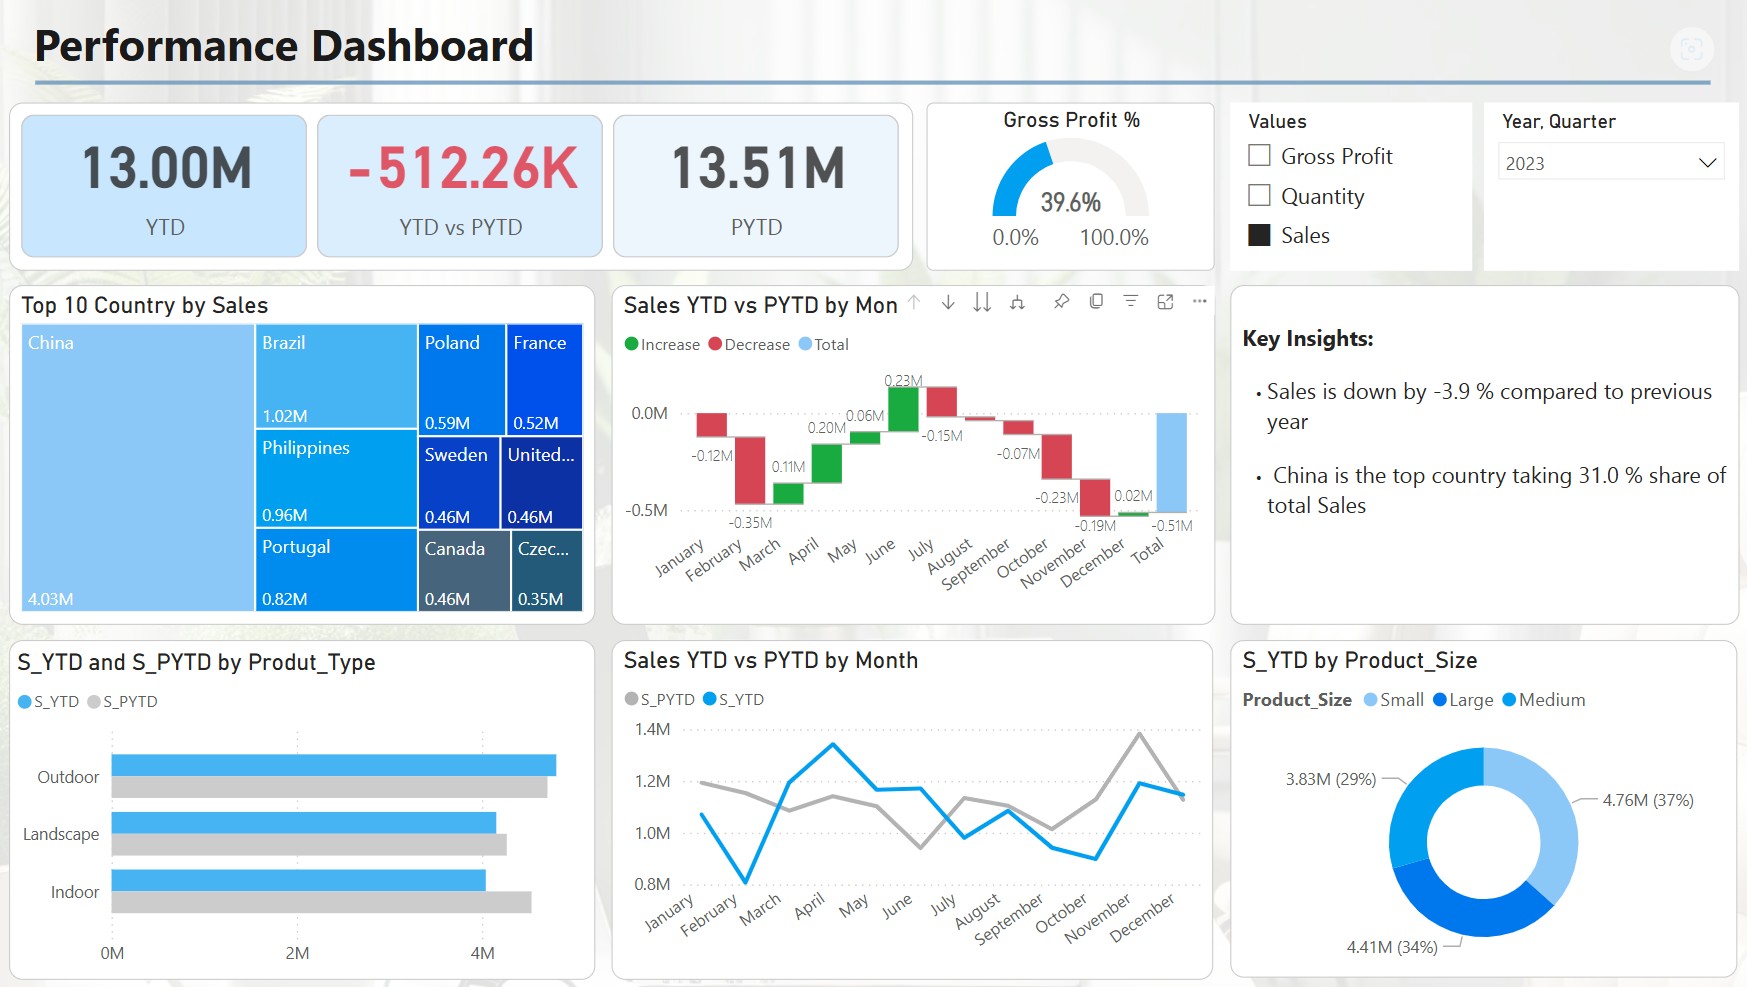 Performance Dashboard
13.00M
YTD
-512.26K
YTD vs PYTD
13.51M
PYTD
Gross Profit %
39.6%
0.0%
100.0%
Values
Gross Profit
Quantity
Sales
Year, Quarter
2023
Top 10 Country by Sales
China
4.03M
Brazil
1.02M
Philippines
0.96M
Portugal
0.82M
Poland
0.59M
France
0.52M
Sweden
0.46M
United...
0.46M
Canada
0.46M
Czec...
0.35M
Sales YTD vs PYTD by Mon
Increase Decrease Total
0.0M
-0.5M
-0.12M
-0.35M
0.11M
0.20M
0.06M
0.23M
-0.15M
-0.07M
-0.23M
-0.19M
0.02M
-0.51M
January
February
March
April
May
June
July
August
September
October
November
December
Total
Key Insights:
• Sales is down by -3.9 % compared to previous
year
• China is the top country taking 31.0 % share of
total Sales
S_YTD and S_PYTD by Produt_Type
S_YTD S_PYTD
Outdoor
Landscape
Indoor
0M
2M
4M
Sales YTD vs PYTD by Month
S_PYTD S_YTD
1.4M
1.2M
1.0M
0.8M
January
February
March
April
May
June
July
August
September
October
November
December
S_YTD by Product_Size
Product_Size Small Large Medium
3.83M (29%)
4.76M (37%)
4.41M (34%)